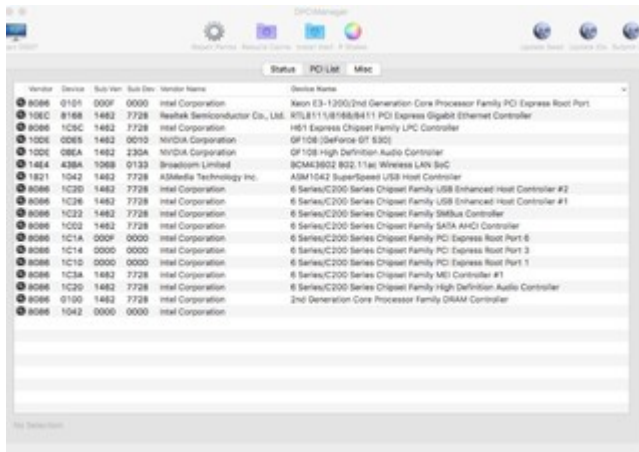 DPCIManager
Repair Perms Rebuild Cache Install Kext P States
Update Seed Update IDs Submit
Status PCI List Misc
Vendor Device Sub Ven Sub Dev Vendor Name Device Name
8086 0101 000F 0000 Intel Corporation Xeon E3-1200/2nd Generation Core Processor Family PCI Express Root Port
10EC 8168 1462 7728 Realtek Semiconductor Co., Ltd. RTL8111/8168/8411 PCI Express Gigabit Ethernet Controller
8086 1C5C 1462 7728 Intel Corporation H61 Express Chipset Family LPC Controller
10DE 0DE5 1462 0010 NVIDIA Corporation GF108 [GeForce GT 530]
10DE 0BEA 1462 230A NVIDIA Corporation GF108 High Definition Audio Controller
14E4 43BA 106B 0133 Broadcom Limited BCM43602 802.11ac Wireless LAN SoC
1B21 1042 1462 7728 ASMedia Technology Inc. ASM1042 SuperSpeed USB Host Controller
8086 1C2D 1462 7728 Intel Corporation 6 Series/C200 Series Chipset Family USB Enhanced Host Controller #2
8086 1C26 1462 7728 Intel Corporation 6 Series/C200 Series Chipset Family USB Enhanced Host Controller #1
8086 1C22 1462 7728 Intel Corporation 6 Series/C200 Series Chipset Family SMBus Controller
8086 1C02 1462 7728 Intel Corporation 6 Series/C200 Series Chipset Family SATA AHCI Controller
8086 1C1A 000F 0000 Intel Corporation 6 Series/C200 Series Chipset Family PCI Express Root Port 6
8086 1C14 0000 0000 Intel Corporation 6 Series/C200 Series Chipset Family PCI Express Root Port 3
8086 1C10 0000 0000 Intel Corporation 6 Series/C200 Series Chipset Family PCI Express Root Port 1
8086 1C3A 1462 7728 Intel Corporation 6 Series/C200 Series Chipset Family MEI Controller #1
8086 1C20 1462 7728 Intel Corporation 6 Series/C200 Series Chipset Family High Definition Audio Controller
8086 0100 1462 7728 Intel Corporation 2nd Generation Core Processor Family DRAM Controller
8086 1042 0000 0000 Intel Corporation
No Selection